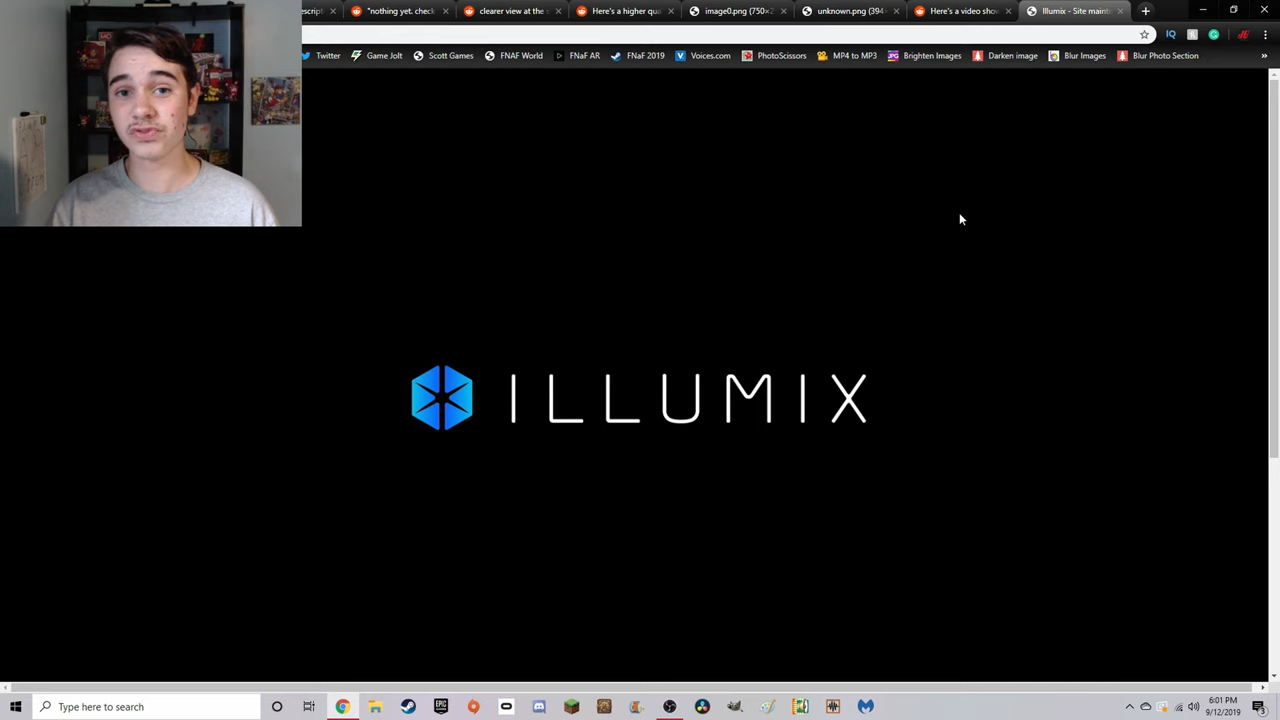 script
"nothing yet. check
clearer view at the s
Here's a higher qua
image0.png (750×2
unknown.png (394×
Here's a video show
Illumix - Site maint
Twitter
Game Jolt
Scott Games
FNAF World
FNaF AR
FNaF 2019
Voices.com
PhotoScissors
MP4 to MP3
Brighten Images
Darken image
Blur Images
Blur Photo Section
ILLUMIX
Type here to search
6:01 PM
9/12/2019